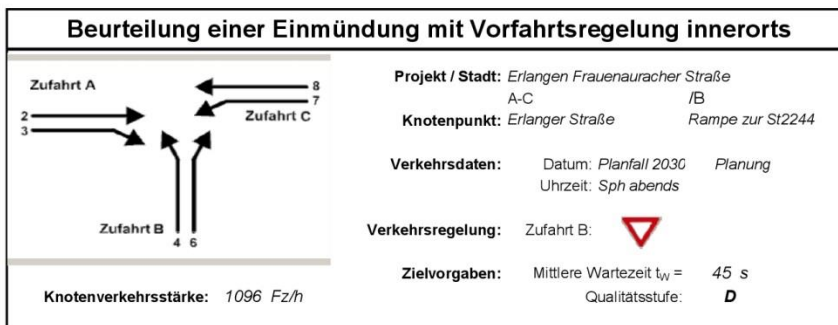 Beurteilung einer Einmündung mit Vorfahrtsregelung innerorts
Zufahrt A
8
7
Zufahrt C
2
3
Zufahrt B
4 6
Knotenverkehrsstärke: 1096 Fz/h
Projekt / Stadt: Erlangen Frauenauracher Straße
A-C /B
Knotenpunkt: Erlanger Straße Rampe zur St2244
Verkehrsdaten: Datum: Planfall 2030 Planung
Uhrzeit: Sph abends
Verkehrsregelung: Zufahrt B:
Zielvorgaben: Mittlere Wartezeit tW = 45 s
Qualitätsstufe: D